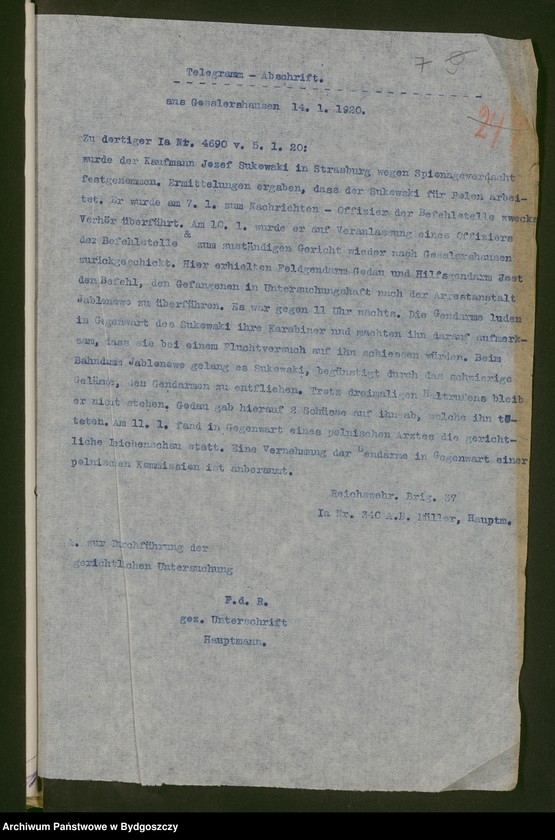 7 9
24
Telegramm - Abschrift.
aus Gesslershausen 14. 1. 1920.
Zu dortiger Ia Nr. 4690 v. 5. 1. 20:
wurde der Kaufmann Jozef Sukowski in Strasburg wegen Spionageverdacht
festgenommen. Ermittelungen ergaben, dass der Sukowski für Polen arbei-
tet. Er wurde am 7. 1. zum Nachrichten - Offizier der Befehlstelle zwecks
Verhör überführt. Am 10. 1. wurde er auf Veranlassung eines Offiziers
der Befehlstelle & zum zuständigen Gericht wieder nach Gesslershausen
zurückgeschickt. Hier erhielten Feldgendarm Gedau und Hilfsgendarm Jest
den Befehl, den Gefangenen in Untersuchungshaft nach der Arrestanstalt
Jablonowo zu überführen. Es war gegen 11 Uhr nachts. Die Gendarme luden
in Gegenwart des Sukowski ihre Karabiner und machten ihn darauf aufmerk-
sam, dass sie bei einem Fluchtversuch auf ihn schiessen würden. Beim
Bahndamm Jablonowo gelang es Sukowski, begünstigt durch das schwierige
Gelände, den Gendarmen zu entfliehen. Trotz dreimaligen Haltrufens blieb
er nicht stehen. Gedau gab hierauf 2 Schüsse auf ihn ab, welche ihn tö-
teten. Am 11. 1. fand in Gegenwart eines polnischen Arztes die gericht-
liche Leichenschau statt. Eine Vernehmung der Gendarme in Gegenwart einer
polnischen Kommission ist anberaumt.
Reichswehr. Brig. 37
Ia Nr. 340 A.B. Müller, Hauptm.
&. zur Durchführung der
gerichtlichen Untersuchung
F.d. R.
gez. Unterschrift
Hauptmann.
Archiwum Państwowe w Bydgoszczy